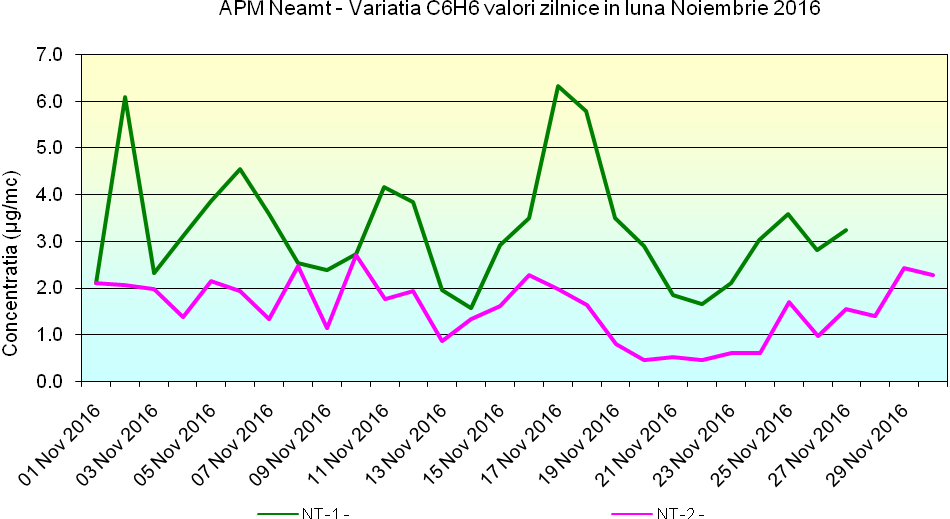 APM Neamt - Variatia C6H6 valori zilnice in luna Noiembrie 2016
7.0
6.0
5.0
4.0
3.0
2.0
1.0
0.0
Concentratia (µg/mc)
01 Nov 2016
03 Nov 2016
05 Nov 2016
07 Nov 2016
09 Nov 2016
11 Nov 2016
13 Nov 2016
15 Nov 2016
17 Nov 2016
19 Nov 2016
21 Nov 2016
23 Nov 2016
25 Nov 2016
27 Nov 2016
29 Nov 2016
NT-1 - NT-2 -